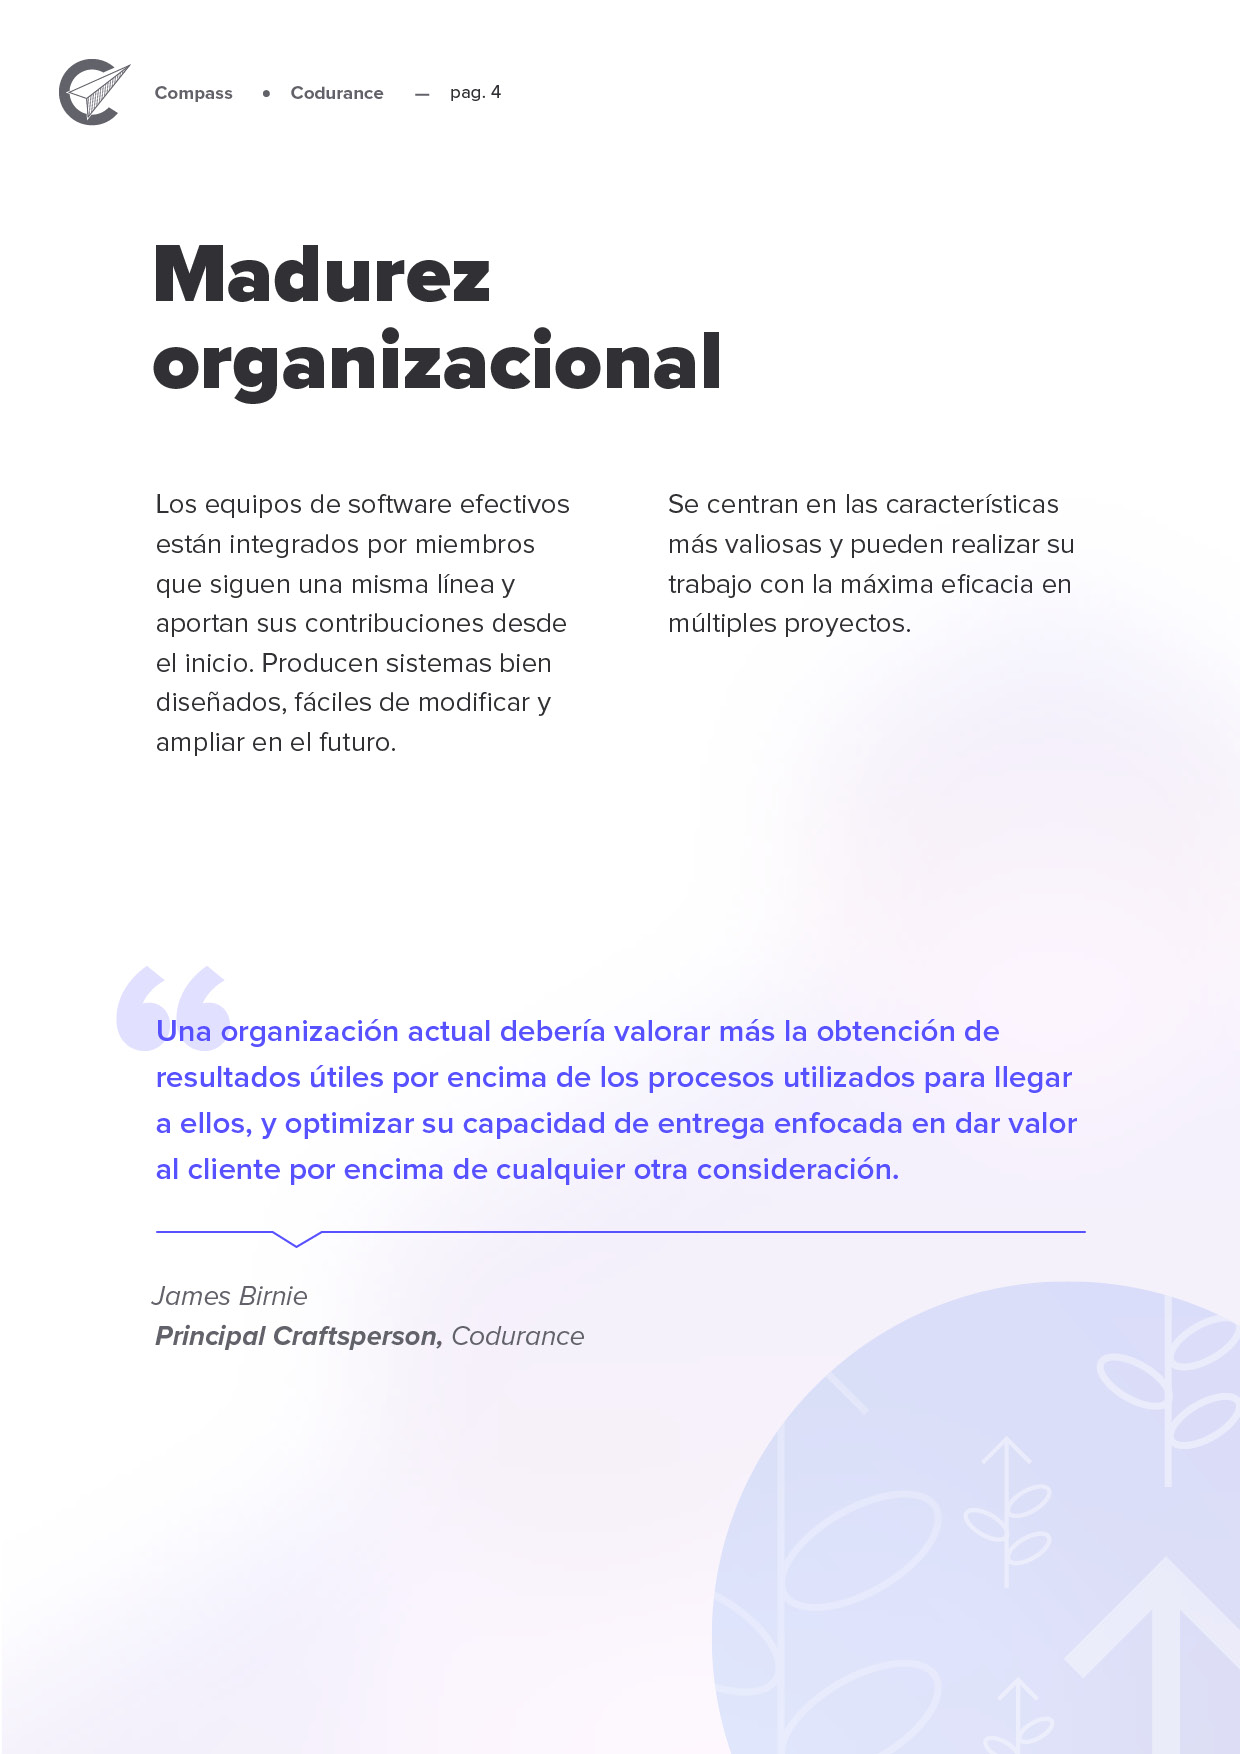 Compass • Codurance — pag. 4
Madurez
organizacional
Los equipos de software efectivos
están integrados por miembros
que siguen una misma línea y
aportan sus contribuciones desde
el inicio. Producen sistemas bien
diseñados, fáciles de modificar y
ampliar en el futuro.
Se centran en las características
más valiosas y pueden realizar su
trabajo con la máxima eficacia en
múltiples proyectos.
“
Una organización actual debería valorar más la obtención de
resultados útiles por encima de los procesos utilizados para llegar
a ellos, y optimizar su capacidad de entrega enfocada en dar valor
al cliente por encima de cualquier otra consideración.
James Birnie
Principal Craftsperson, Codurance